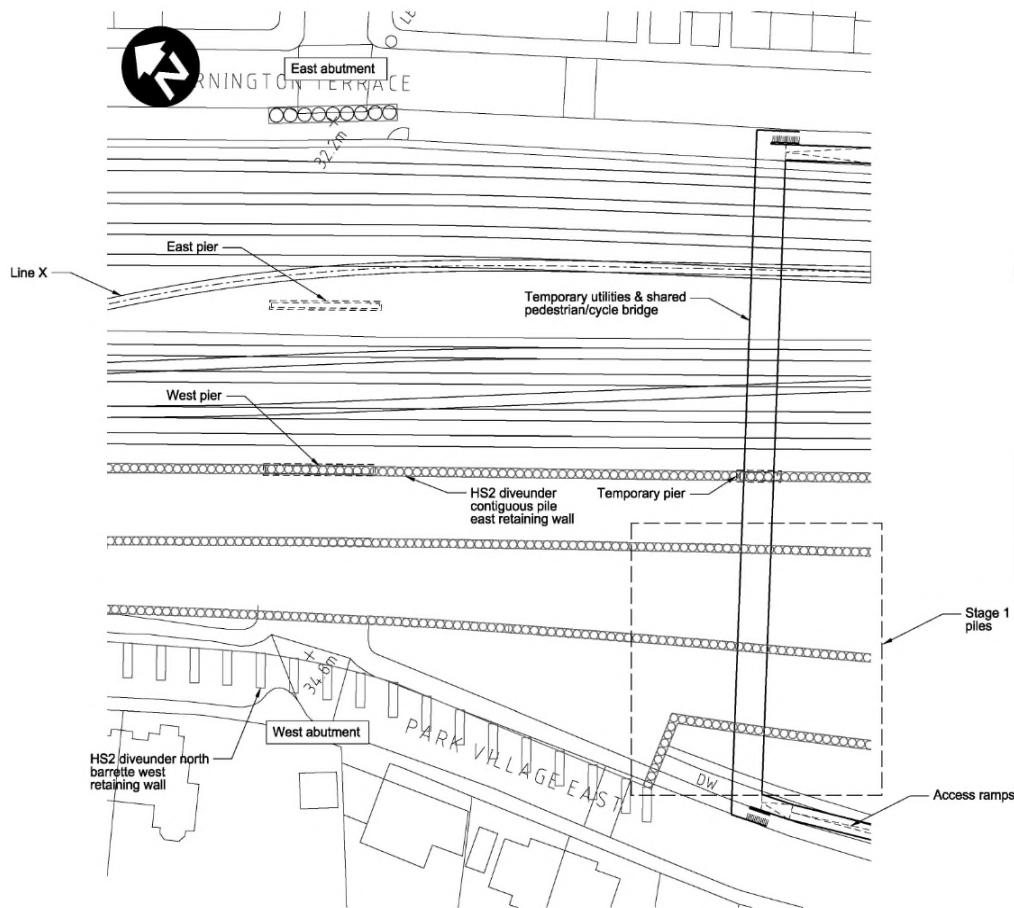 N
East abutment
RNINGTON TERRACE
32.2m
East pier
Line X
Temporary utilities & shared
pedestrian/cycle bridge
West pier
HS2 diveunder
contiguous pile
east retaining wall
Temporary pier
Stage 1
piles
34.6m
West abutment
HS2 diveunder north
barrette west
retaining wall
PARK VILLAGE EAST
DW
Access ramps